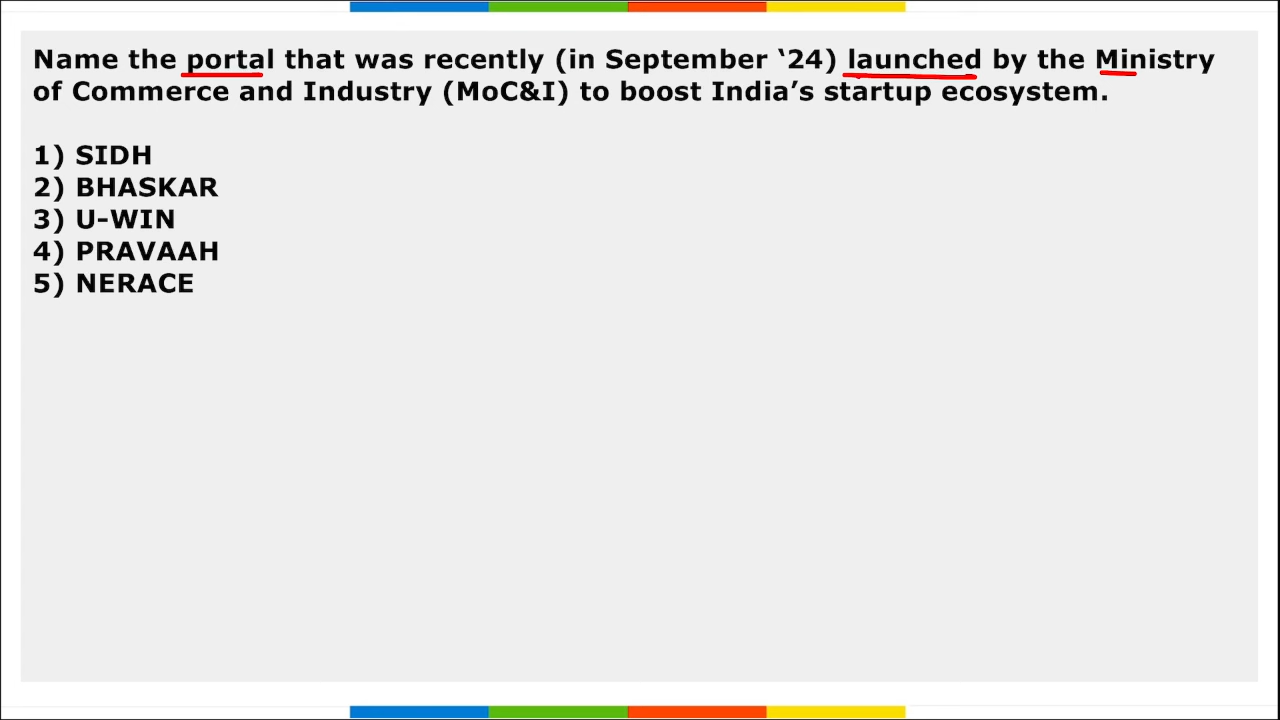 Name the portal that was recently (in September ‘24) launched by the Ministry
of Commerce and Industry (MoC&I) to boost India’s startup ecosystem.
1) SIDH
2) BHASKAR
3) U-WIN
4) PRAVAAH
5) NERACE